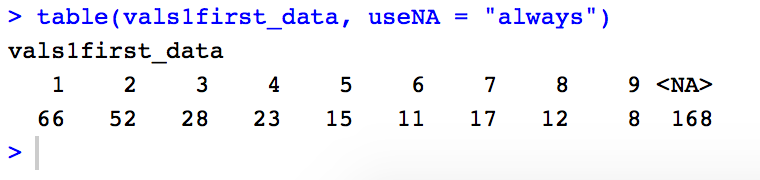 > table(vals1first_data, useNA = "always")
vals1first_data
1 2 3 4 5 6 7 8 9 <NA>
66 52 28 23 15 11 17 12 8 168
>